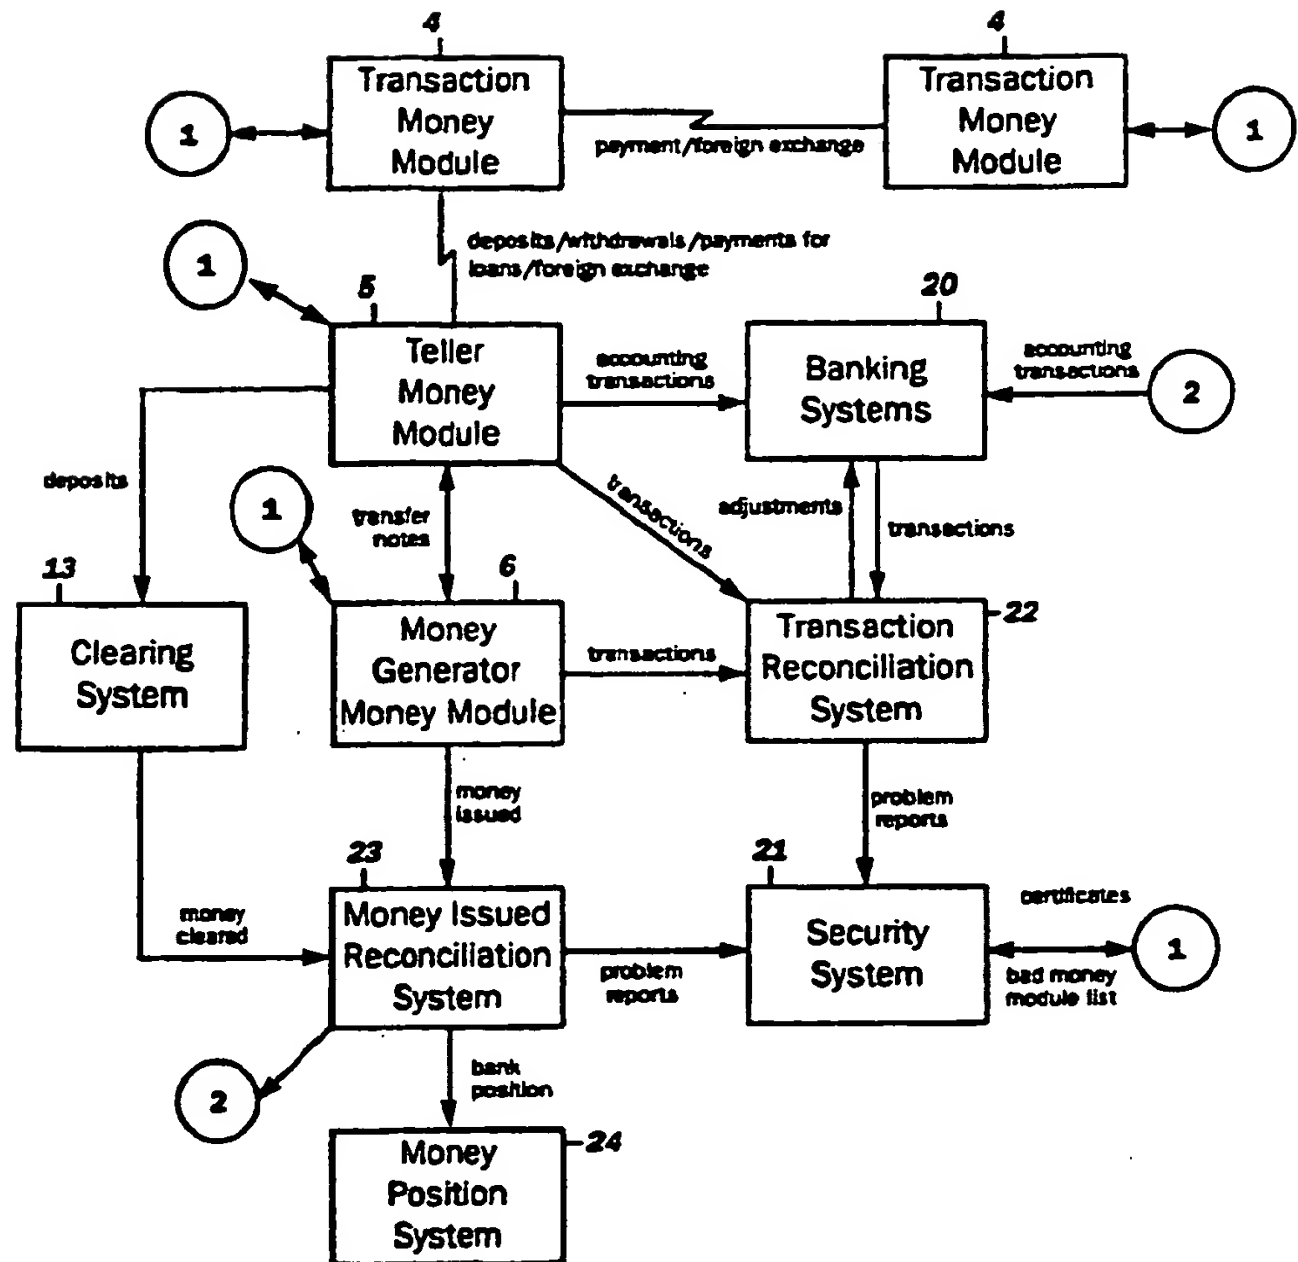 4
4
Transaction
Money
Module
Transaction
Money
Module
1
1
payment/foreign exchange
deposits/withdrawals/payments for
loans/foreign exchange
1
5
20
Teller
Money
Module
accounting
transactions
Banking
Systems
accounting
transactions
2
deposits
1
transfer
notes
transactions
adjustments
transactions
13
6
22
Clearing
System
Money
Generator
Money Module
transactions
Transaction
Reconciliation
System
money
issued
problem
reports
23
21
money
cleared
Money Issued
Reconciliation
System
problem
reports
Security
System
certificates
1
bad money
module list
2
bank
position
24
Money
Position
System